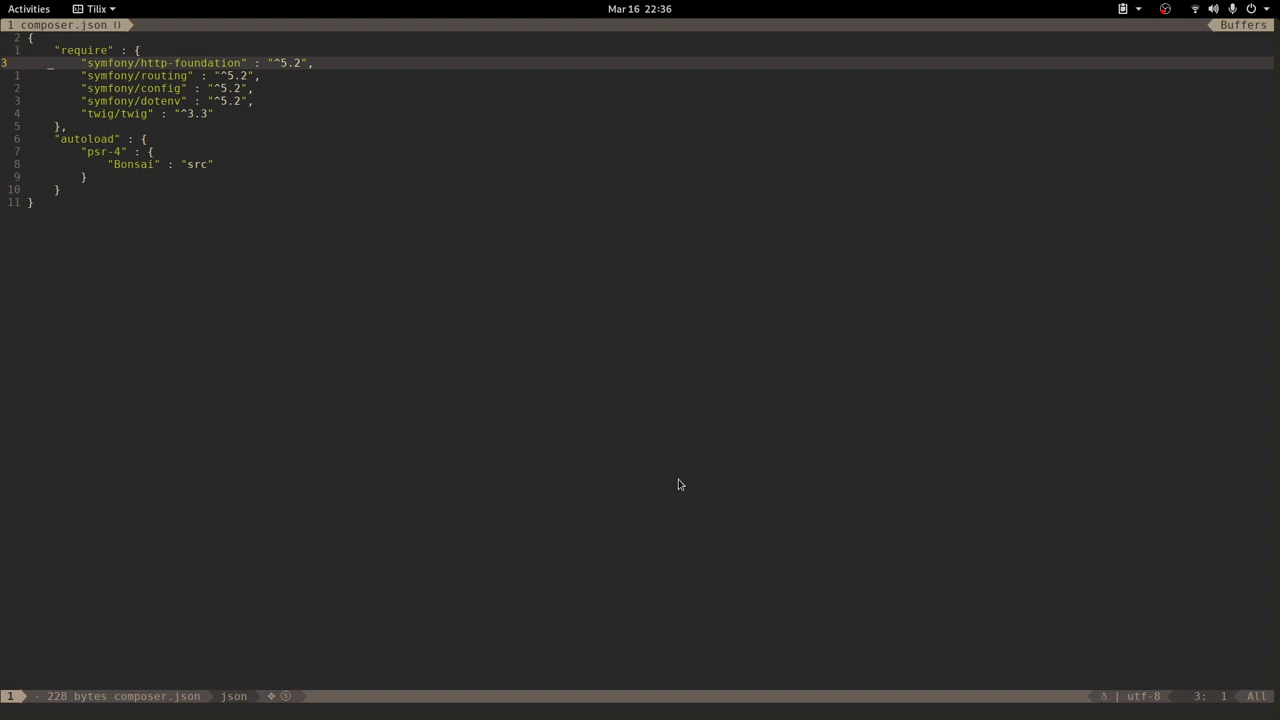 Activities Tilix Mar 16 22:36
1 composer.json {} Buffers
2 {
1 "require" : {
3 "symfony/http-foundation" : "^5.2",
1 "symfony/routing" : "^5.2",
2 "symfony/config" : "^5.2",
3 "symfony/dotenv" : "^5.2",
4 "twig/twig" : "^3.3"
5 },
6 "autoload" : {
7 "psr-4" : {
8 "Bonsai" : "src"
9 }
10 }
11 }
1 - 228 bytes composer.json json ❖ ⓢ | utf-8 3: 1 All